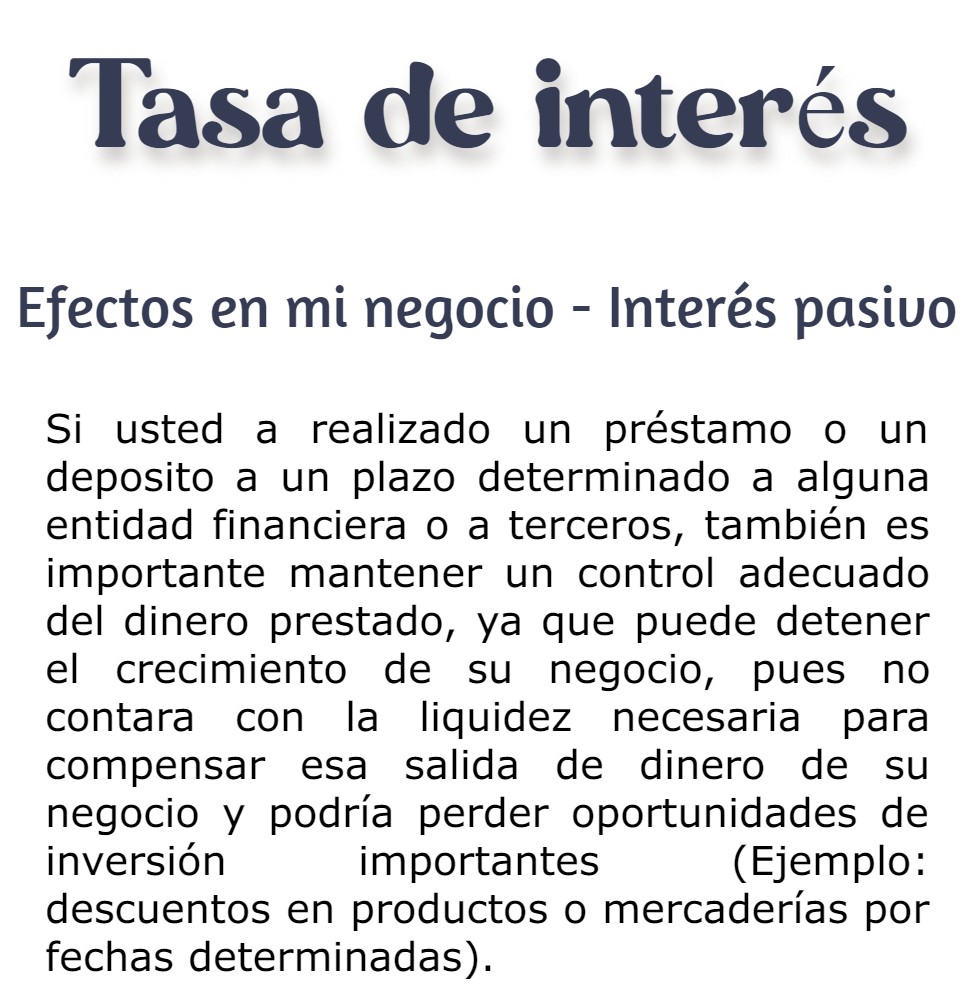 Tasa de interés
Efectos en mi negocio - Interés pasivo
Si usted a realizado un préstamo o un
deposito a un plazo determinado a alguna
entidad financiera o a terceros, también es
importante mantener un control adecuado
del dinero prestado, ya que puede detener
el crecimiento de su negocio, pues no
contara con la liquidez necesaria para
compensar esa salida de dinero de su
negocio y podría perder oportunidades de
inversión importantes (Ejemplo:
descuentos en productos o mercaderías por
fechas determinadas).